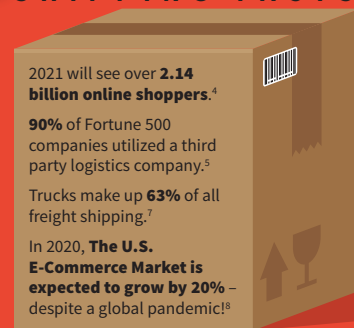 2021 will see over 2.14
billion online shoppers.⁴
90% of Fortune 500
companies utilized a third
party logistics company.⁵
Trucks make up 63% of all
freight shipping.⁷
In 2020, The U.S.
E-Commerce Market is
expected to grow by 20% –
despite a global pandemic!⁸